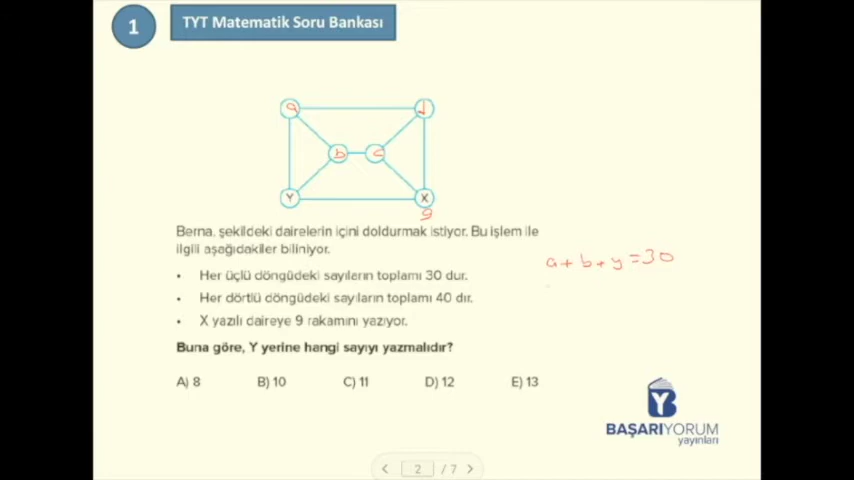 1
TYT Matematik Soru Bankası
a d
b c
Y X
9
Berna, şekildeki dairelerin içini doldurmak istiyor. Bu işlem ile
ilgili aşağıdakiler biliniyor.
• Her üçlü döngüdeki sayıların toplamı 30 dur.
• Her dörtlü döngüdeki sayıların toplamı 40 dır.
• X yazılı daireye 9 rakamını yazıyor.
a+b+y=30
Buna göre, Y yerine hangi sayıyı yazmalıdır?
A) 8 B) 10 C) 11 D) 12 E) 13
BAŞARIYORUM
yayınları
< 2 / 7 >